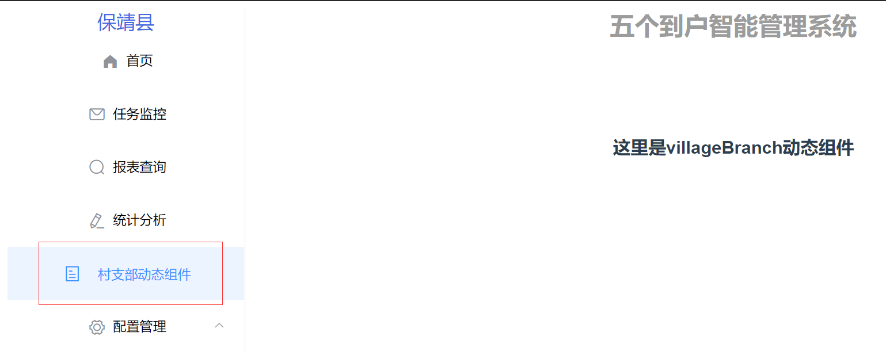 保靖县
五个到户智能管理系统
首页
任务监控
报表查询
统计分析
村支部动态组件
配置管理
这里是villageBranch动态组件